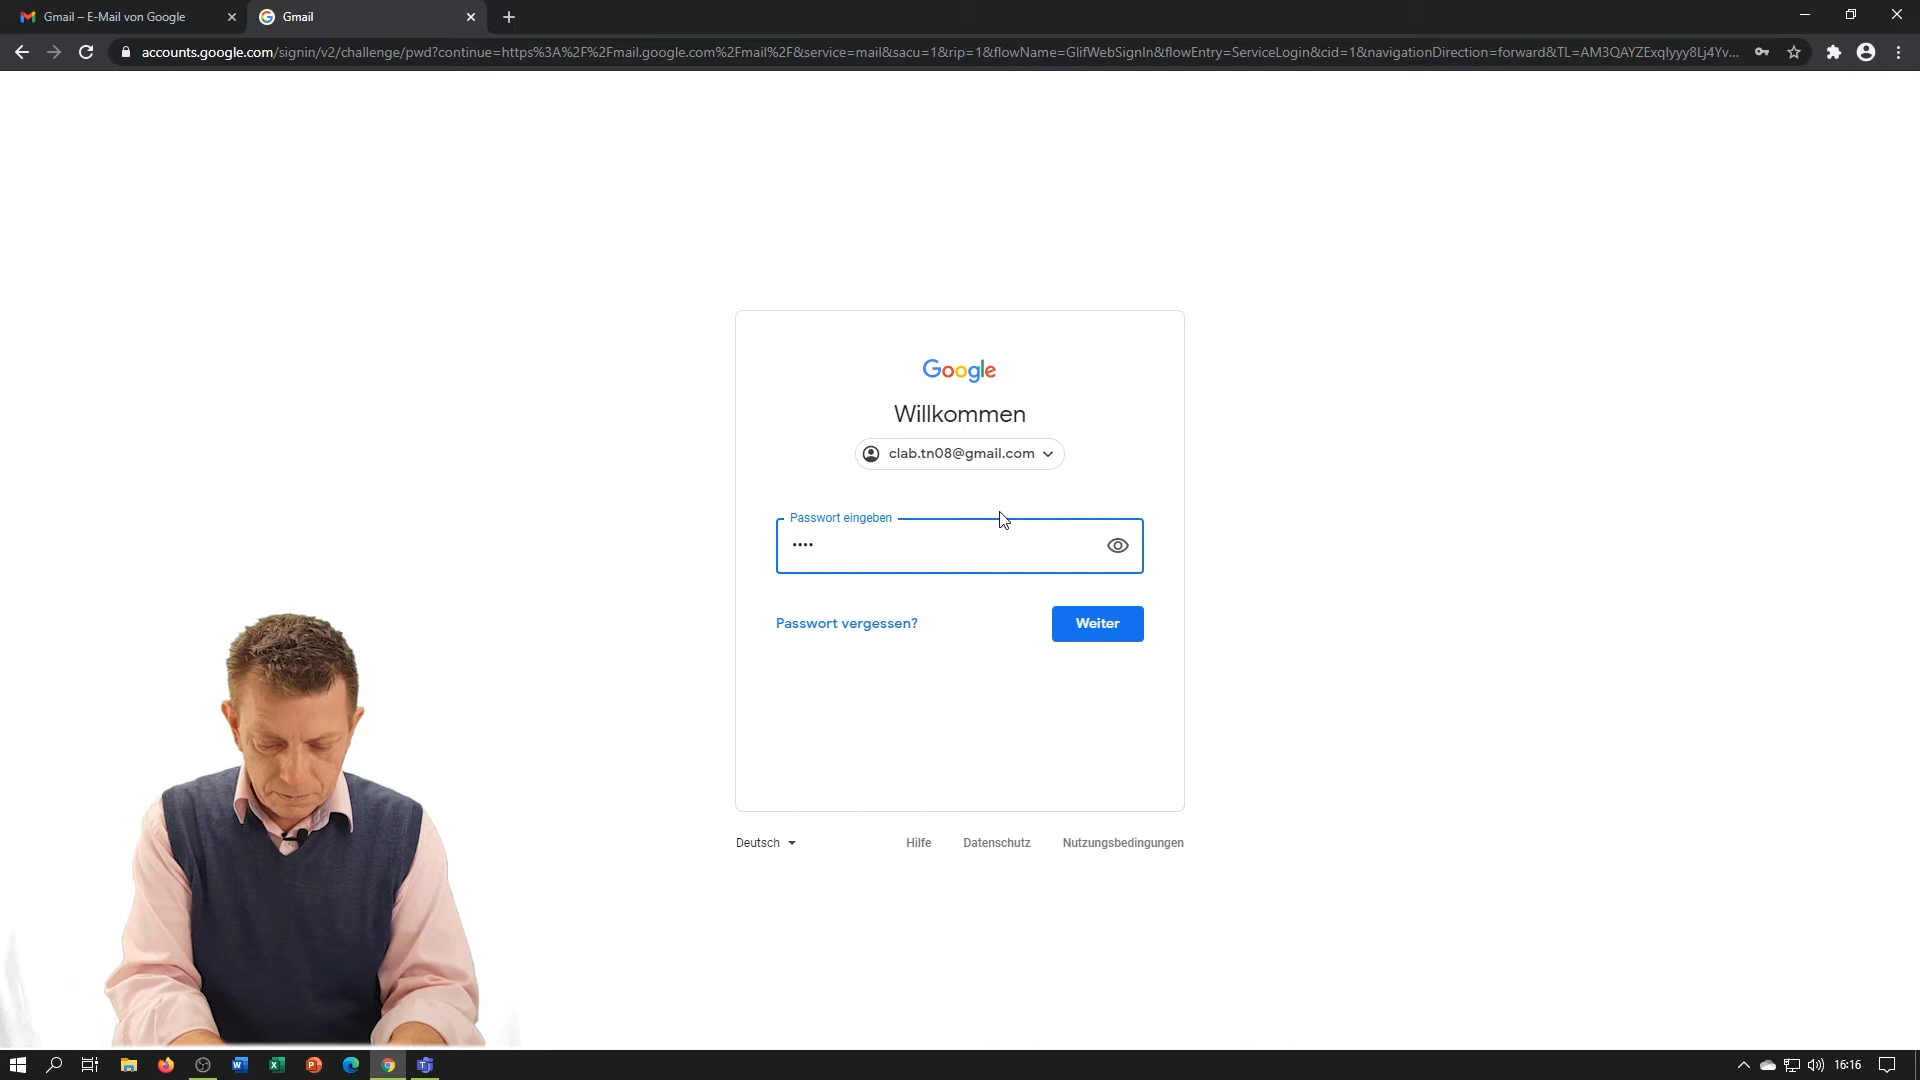 Gmail – E-Mail von Google
Gmail
accounts.google.com/signin/v2/challenge/pwd?continue=https%3A%2F%2Fmail.google.com%2Fmail%2F&service=mail&sacu=1&rip=1&flowName=GlifWebSignIn&flowEntry=ServiceLogin&cid=1&navigationDirection=forward&TL=AM3QAYZExqlyyy8Lj4Yv...
Google
Willkommen
clab.tn08@gmail.com
Passwort eingeben
••••
Passwort vergessen?
Weiter
Deutsch
Hilfe
Datenschutz
Nutzungsbedingungen
16:16